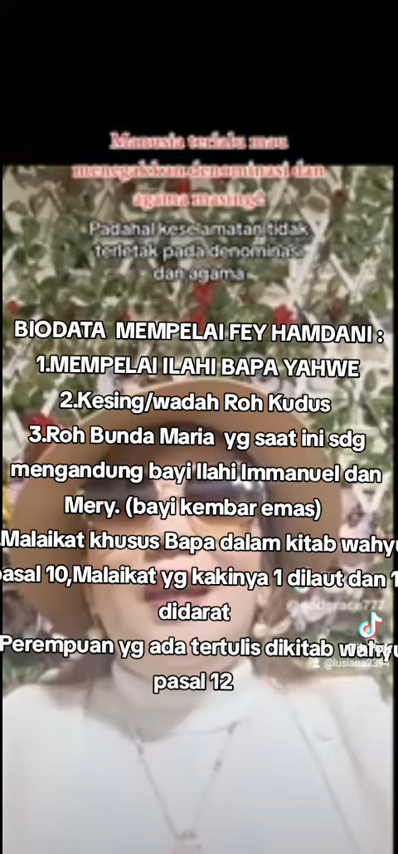 Manusia terlalu mau
menegakkan denominasi dan
agama masing²
Padahal keselamatan tidak
terletak pada denominasi
dan agama
BIODATA MEMPELAI FEY HAMDANI :
1.MEMPELAI ILAHI BAPA YAHWE
2.Kesing/wadah Roh Kudus
3.Roh Bunda Maria yg saat ini sdg
mengandung bayi Ilahi Immanuel dan
Mery. (bayi kembar emas)
.Malaikat khusus Bapa dalam kitab wahyu
pasal 10,Malaikat yg kakinya 1 dilaut dan 1
didarat
Perempuan yg ada tertulis dikitab wahyu
pasal 12